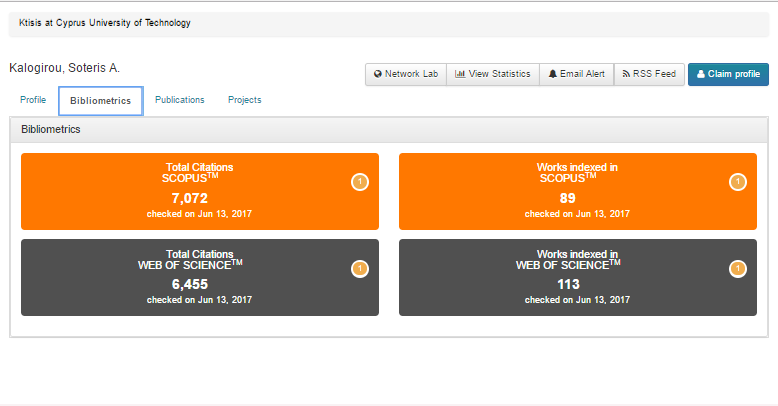 Ktisis at Cyprus University of Technology
Kalogirou, Soteris A.
Network Lab View Statistics Email Alert RSS Feed Claim profile
Profile Bibliometrics Publications Projects
Bibliometrics
Total Citations
SCOPUS™
7,072
checked on Jun 13, 2017
1
Works indexed in
SCOPUS™
89
checked on Jun 13, 2017
1
Total Citations
WEB OF SCIENCE™
6,455
checked on Jun 13, 2017
1
Works indexed in
WEB OF SCIENCE™
113
checked on Jun 13, 2017
1